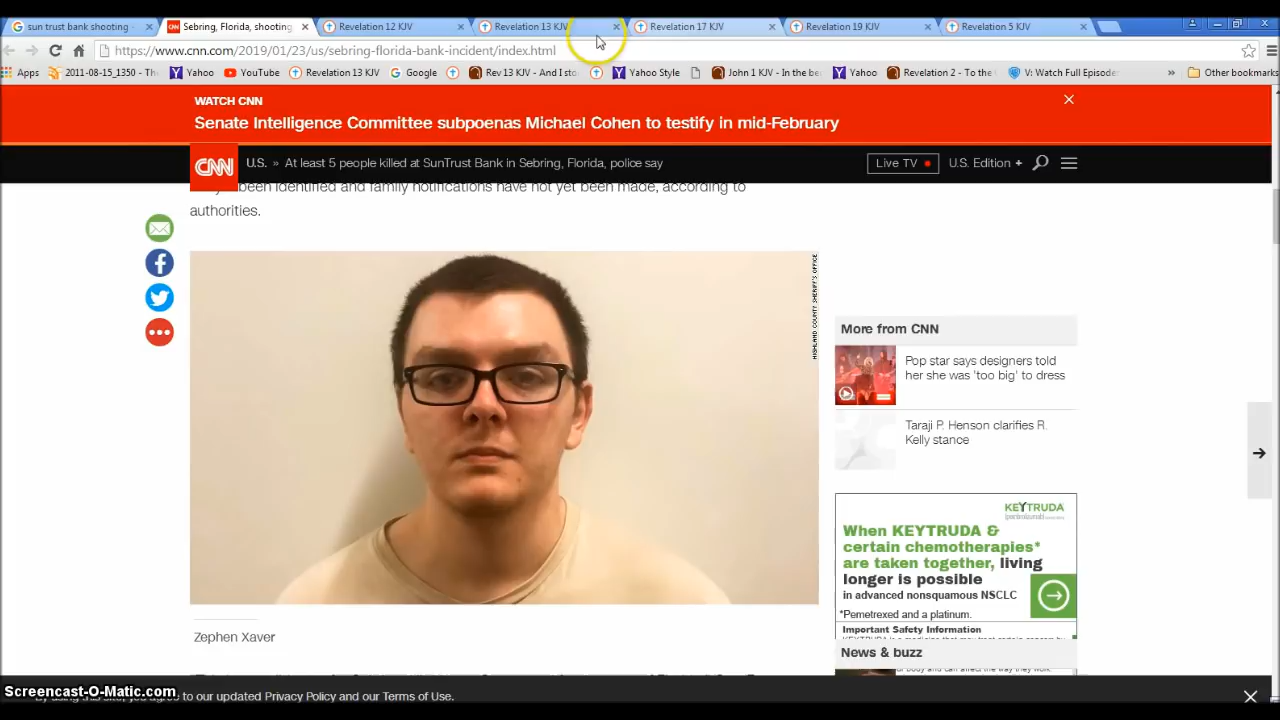 sun trust bank shooting -
Sebring, Florida, shooting
Revelation 12 KJV
Revelation 13 KJV
Revelation 17 KJV
Revelation 19 KJV
Revelation 5 KJV
https://www.cnn.com/2019/01/23/us/sebring-florida-bank-incident/index.html
Apps
2011-08-15_1350 - The
Yahoo
YouTube
Revelation 13 KJV
Google
Rev 13 KJV - And I sto
Yahoo Style
John 1 KJV - In the be
Yahoo
Revelation 2 - To the
V: Watch Full Episode
»
Other bookmarks
WATCH CNN
Senate Intelligence Committee subpoenas Michael Cohen to testify in mid-February
CNN
U.S. » At least 5 people killed at SunTrust Bank in Sebring, Florida, police say
Live TV
U.S. Edition +
been identified and family notifications have not yet been made, according to
authorities.
HIGHLAND COUNTY SHERIFF'S OFFICE
Zephen Xaver
More from CNN
Pop star says designers told
her she was 'too big' to dress
Taraji P. Henson clarifies R.
Kelly stance
KEYTRUDA
(pembrolizumab)
When KEYTRUDA &
certain chemotherapies*
are taken together, living
longer is possible
in advanced nonsquamous NSCLC
*Pemetrexed and a platinum.
Important Safety Information
News & buzz
Screencast-O-Matic.com
By using this site, you agree to our updated Privacy Policy and our Terms of Use.